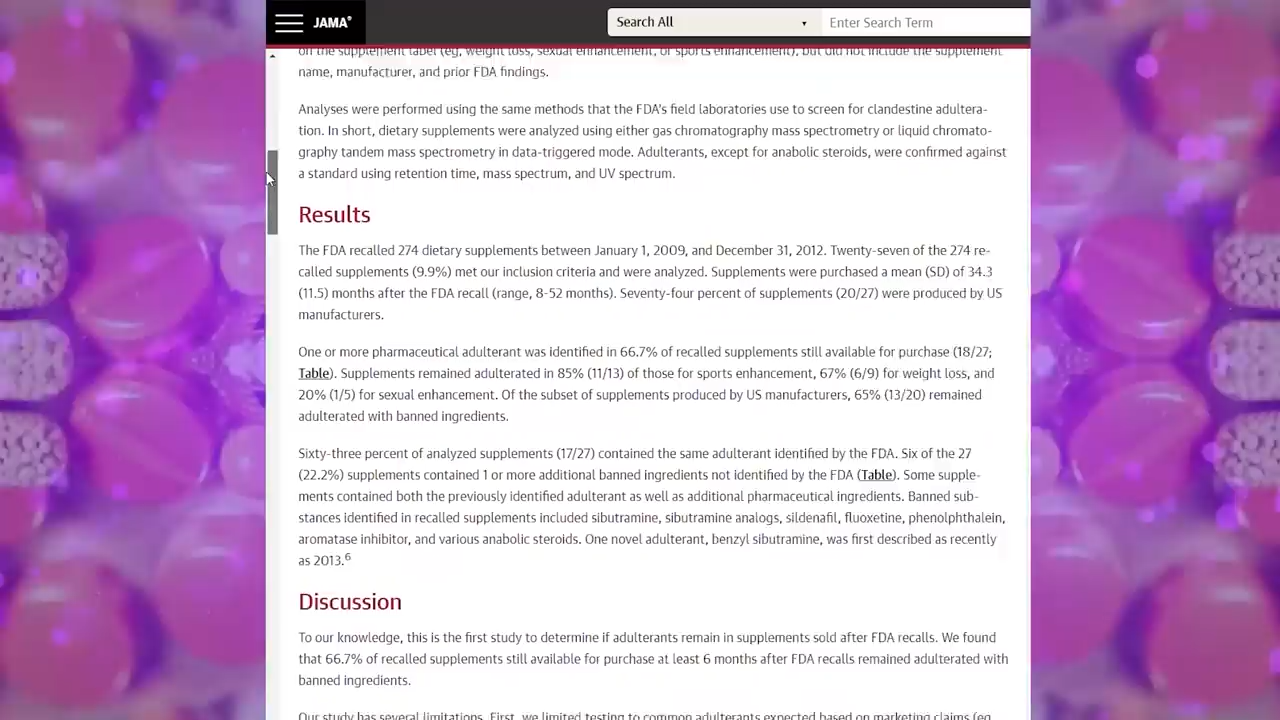 JAMA®
Search All
Enter Search Term
on the supplement label (eg, weight loss, sexual enhancement, or sports enhancement), but did not include the supplement
name, manufacturer, and prior FDA findings.
Analyses were performed using the same methods that the FDA's field laboratories use to screen for clandestine adultera-
tion. In short, dietary supplements were analyzed using either gas chromatography mass spectrometry or liquid chromato-
graphy tandem mass spectrometry in data-triggered mode. Adulterants, except for anabolic steroids, were confirmed against
a standard using retention time, mass spectrum, and UV spectrum.
Results
The FDA recalled 274 dietary supplements between January 1, 2009, and December 31, 2012. Twenty-seven of the 274 re-
called supplements (9.9%) met our inclusion criteria and were analyzed. Supplements were purchased a mean (SD) of 34.3
(11.5) months after the FDA recall (range, 8-52 months). Seventy-four percent of supplements (20/27) were produced by US
manufacturers.
One or more pharmaceutical adulterant was identified in 66.7% of recalled supplements still available for purchase (18/27;
Table). Supplements remained adulterated in 85% (11/13) of those for sports enhancement, 67% (6/9) for weight loss, and
20% (1/5) for sexual enhancement. Of the subset of supplements produced by US manufacturers, 65% (13/20) remained
adulterated with banned ingredients.
Sixty-three percent of analyzed supplements (17/27) contained the same adulterant identified by the FDA. Six of the 27
(22.2%) supplements contained 1 or more additional banned ingredients not identified by the FDA (Table). Some supple-
ments contained both the previously identified adulterant as well as additional pharmaceutical ingredients. Banned sub-
stances identified in recalled supplements included sibutramine, sibutramine analogs, sildenafil, fluoxetine, phenolphthalein,
aromatase inhibitor, and various anabolic steroids. One novel adulterant, benzyl sibutramine, was first described as recently
as 2013.6
Discussion
To our knowledge, this is the first study to determine if adulterants remain in supplements sold after FDA recalls. We found
that 66.7% of recalled supplements still available for purchase at least 6 months after FDA recalls remained adulterated with
banned ingredients.
Our study has several limitations. First, we limited testing to common adulterants expected based on marketing claims (eg,